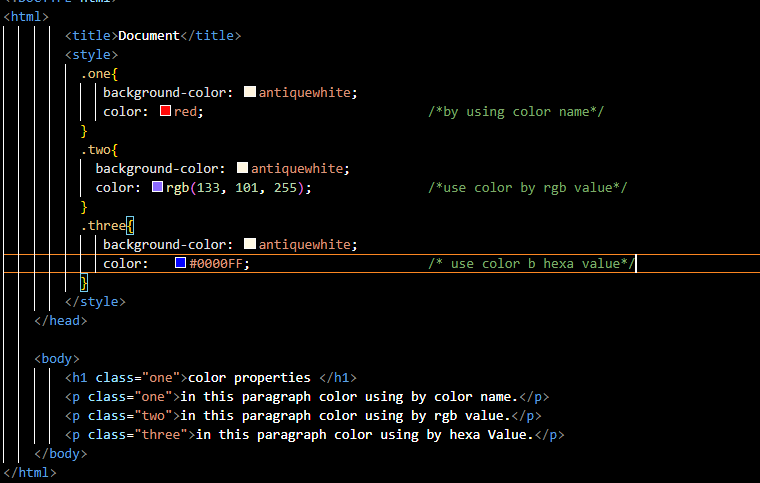 <!DOCTYPE html>
<html>
<title>Document</title>
<style>
.one{
background-color: antiquewhite;
color: red; /*by using color name*/
}
.two{
background-color: antiquewhite;
color: rgb(133, 101, 255); /*use color by rgb value*/
}
.three{
background-color: antiquewhite;
color: #0000FF; /* use color b hexa value*/
}
</style>
</head>
<body>
<h1 class="one">color properties </h1>
<p class="one">in this paragraph color using by color name.</p>
<p class="two">in this paragraph color using by rgb value.</p>
<p class="three">in this paragraph color using by hexa Value.</p>
</body>
</html>